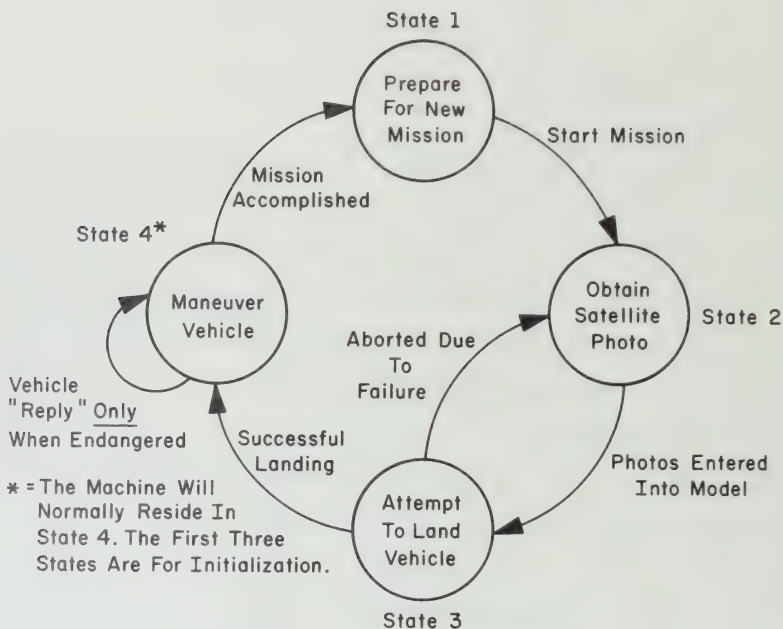 State 1
Prepare
For New
Mission
Start Mission
Mission
Accomplished
State 4*
Maneuver
Vehicle
Obtain
Satellite
Photo
State 2
Aborted Due
To
Failure
Vehicle
"Reply" Only
When Endangered
Successful
Landing
Photos Entered
Into Model
Attempt
To Land
Vehicle
State 3
* = The Machine Will
Normally Reside In
State 4. The First Three
States Are For Initialization.